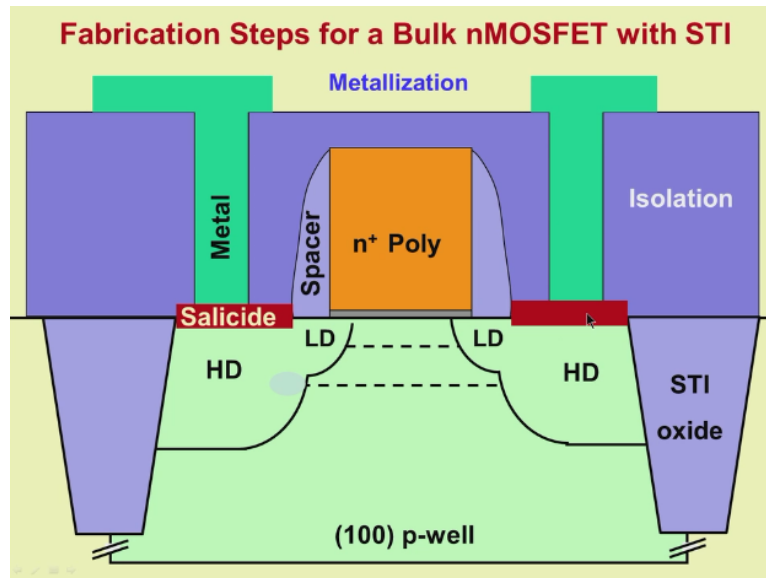 Fabrication Steps for a Bulk nMOSFET with STI
Metallization
Metal
Spacer
n⁺ Poly
Isolation
Salicide
LD
LD
HD
HD
STI
oxide
(100) p-well